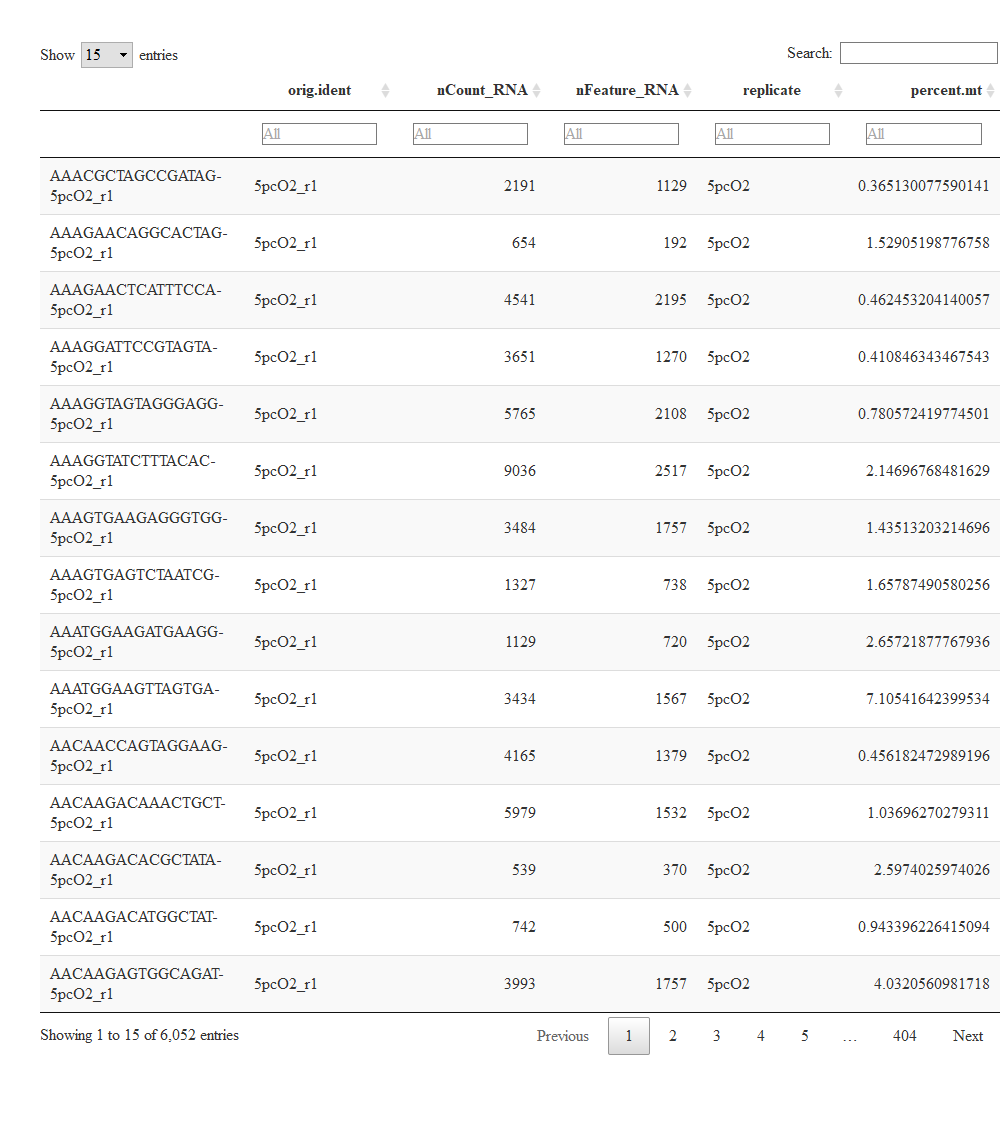 Show 15 entries Search:
orig.ident nCount_RNA nFeature_RNA replicate percent.mt
All All All All All
AAACGCTAGCCGATAG-
5pcO2_r1 5pcO2_r1 2191 1129 5pcO2 0.365130077590141
AAAGAACAGGCACTAG-
5pcO2_r1 5pcO2_r1 654 192 5pcO2 1.52905198776758
AAAGAACTCATTTCCA-
5pcO2_r1 5pcO2_r1 4541 2195 5pcO2 0.462453204140057
AAAGGATTCCGTAGTA-
5pcO2_r1 5pcO2_r1 3651 1270 5pcO2 0.410846343467543
AAAGGTAGTAGGGAGG-
5pcO2_r1 5pcO2_r1 5765 2108 5pcO2 0.780572419774501
AAAGGTATCTTTACAC-
5pcO2_r1 5pcO2_r1 9036 2517 5pcO2 2.14696768481629
AAAGTGAAGAGGGTGG-
5pcO2_r1 5pcO2_r1 3484 1757 5pcO2 1.43513203214696
AAAGTGAGTCTAATCG-
5pcO2_r1 5pcO2_r1 1327 738 5pcO2 1.65787490580256
AAATGGAAGATGAAGG-
5pcO2_r1 5pcO2_r1 1129 720 5pcO2 2.65721877767936
AAATGGAAGTTAGTGA-
5pcO2_r1 5pcO2_r1 3434 1567 5pcO2 7.10541642399534
AACAACCAGTAGGAAG-
5pcO2_r1 5pcO2_r1 4165 1379 5pcO2 0.456182472989196
AACAAGACAAACTGCT-
5pcO2_r1 5pcO2_r1 5979 1532 5pcO2 1.03696270279311
AACAAGACACGCTATA-
5pcO2_r1 5pcO2_r1 539 370 5pcO2 2.5974025974026
AACAAGACATGGCTAT-
5pcO2_r1 5pcO2_r1 742 500 5pcO2 0.943396226415094
AACAAGAGTGGCAGAT-
5pcO2_r1 5pcO2_r1 3993 1757 5pcO2 4.0320560981718
Showing 1 to 15 of 6,052 entries Previous 1 2 3 4 5 … 404 Next